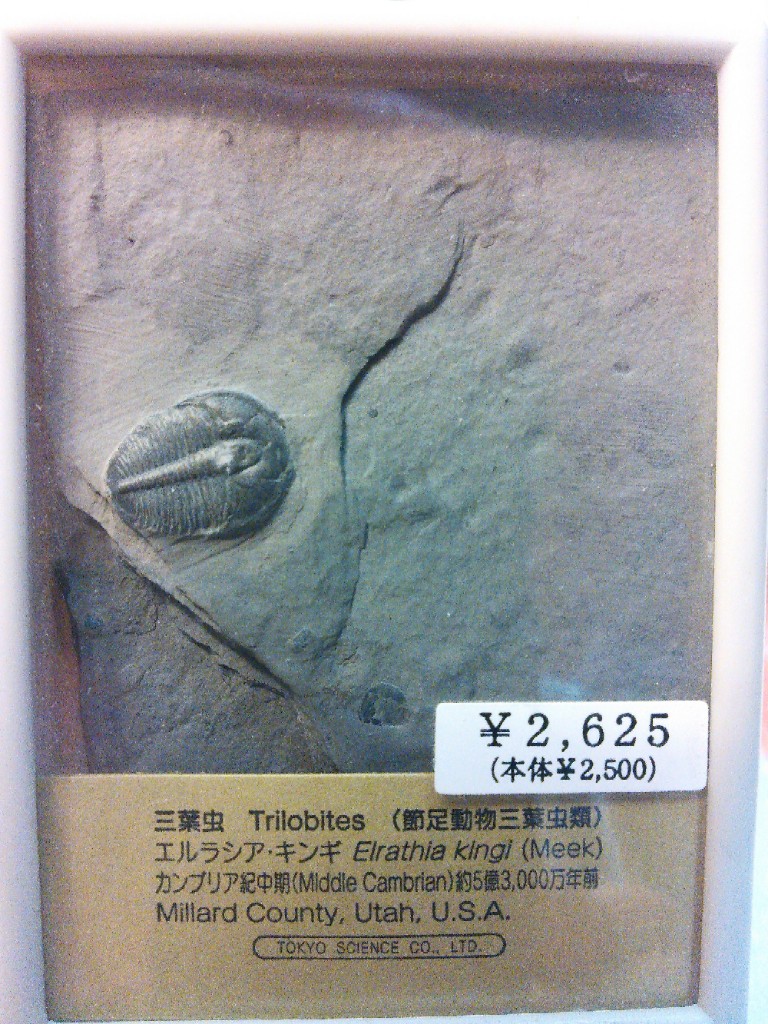 ¥2,625
(本体¥2,500)
三葉虫 Trilobites (節足動物三葉虫類)
エルラシア・キンギ Elrathia kingi (Meek)
カンブリア紀中期(Middle Cambrian)約5億3,000万年前
Millard County, Utah, U.S.A.
TOKYO SCIENCE CO., LTD.